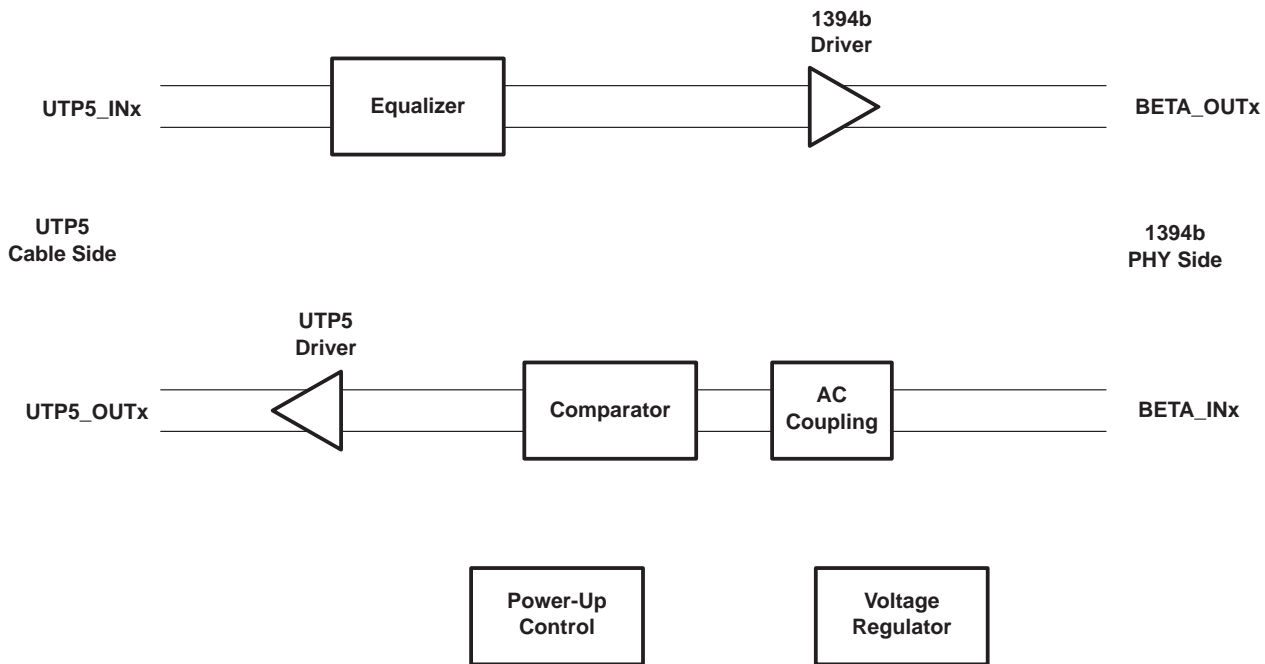 1394b
Driver
UTP5_INx
Equalizer
BETA_OUTx
UTP5
Cable Side
1394b
PHY Side
UTP5
Driver
UTP5_OUTx
Comparator
AC
Coupling
BETA_INx
Power-Up
Control
Voltage
Regulator